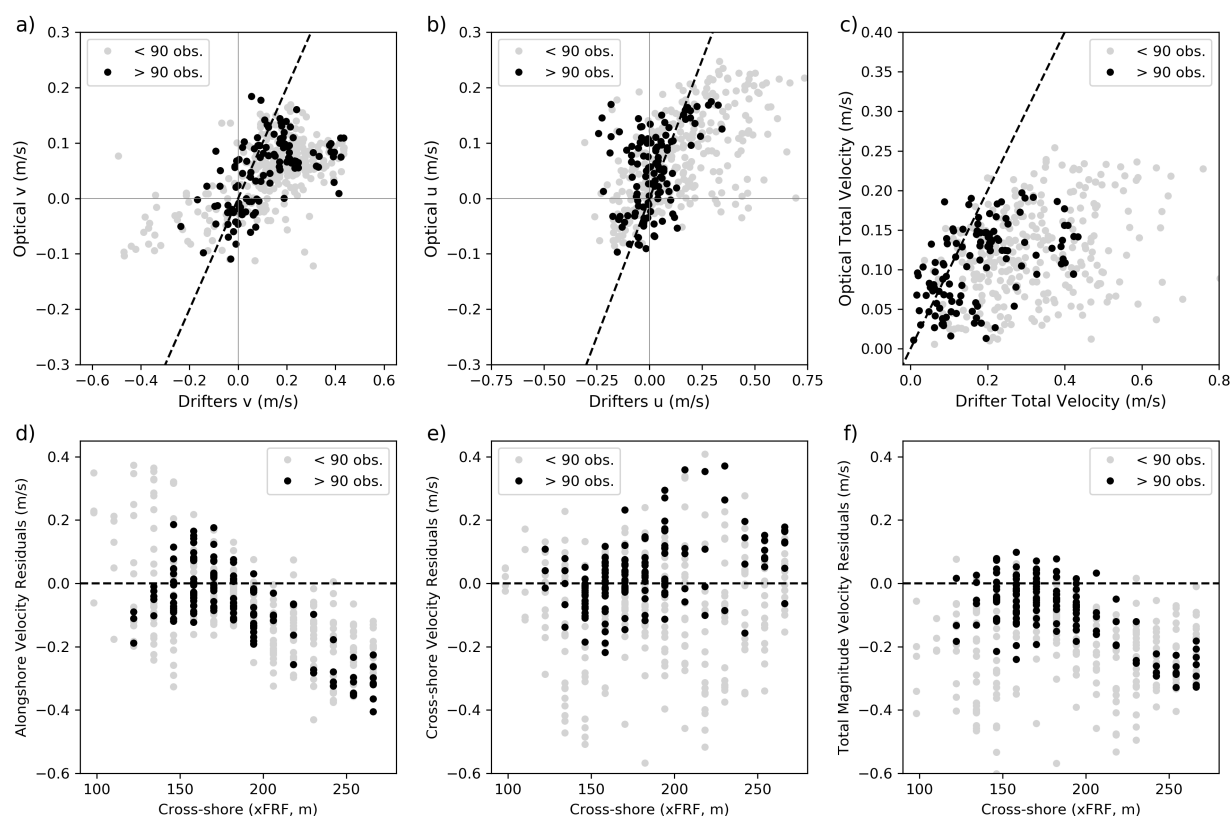 a)
0.3
0.2
0.1
0.0
−0.1
−0.2
−0.3
Optical v (m/s)
< 90 obs.
> 90 obs.
−0.6 −0.4 −0.2 0.0 0.2 0.4 0.6
Drifters v (m/s)
b)
0.3
0.2
0.1
0.0
−0.1
−0.2
−0.3
Optical u (m/s)
< 90 obs.
> 90 obs.
−0.75 −0.50 −0.25 0.00 0.25 0.50 0.75
Drifters u (m/s)
c)
0.40
0.35
0.30
0.25
0.20
0.15
0.10
0.05
0.00
Optical Total Velocity (m/s)
< 90 obs.
> 90 obs.
0.0 0.2 0.4 0.6 0.8
Drifter Total Velocity (m/s)
d)
0.4
0.2
0.0
−0.2
−0.4
−0.6
Alongshore Velocity Residuals (m/s)
< 90 obs.
> 90 obs.
100 150 200 250
Cross-shore (xFRF, m)
e)
0.4
0.2
0.0
−0.2
−0.4
−0.6
Cross-shore Velocity Residuals (m/s)
< 90 obs.
> 90 obs.
100 150 200 250
Cross-shore (xFRF, m)
f)
0.4
0.2
0.0
−0.2
−0.4
−0.6
Total Magnitude Velocity Residuals (m/s)
< 90 obs.
> 90 obs.
100 150 200 250
Cross-shore (xFRF, m)